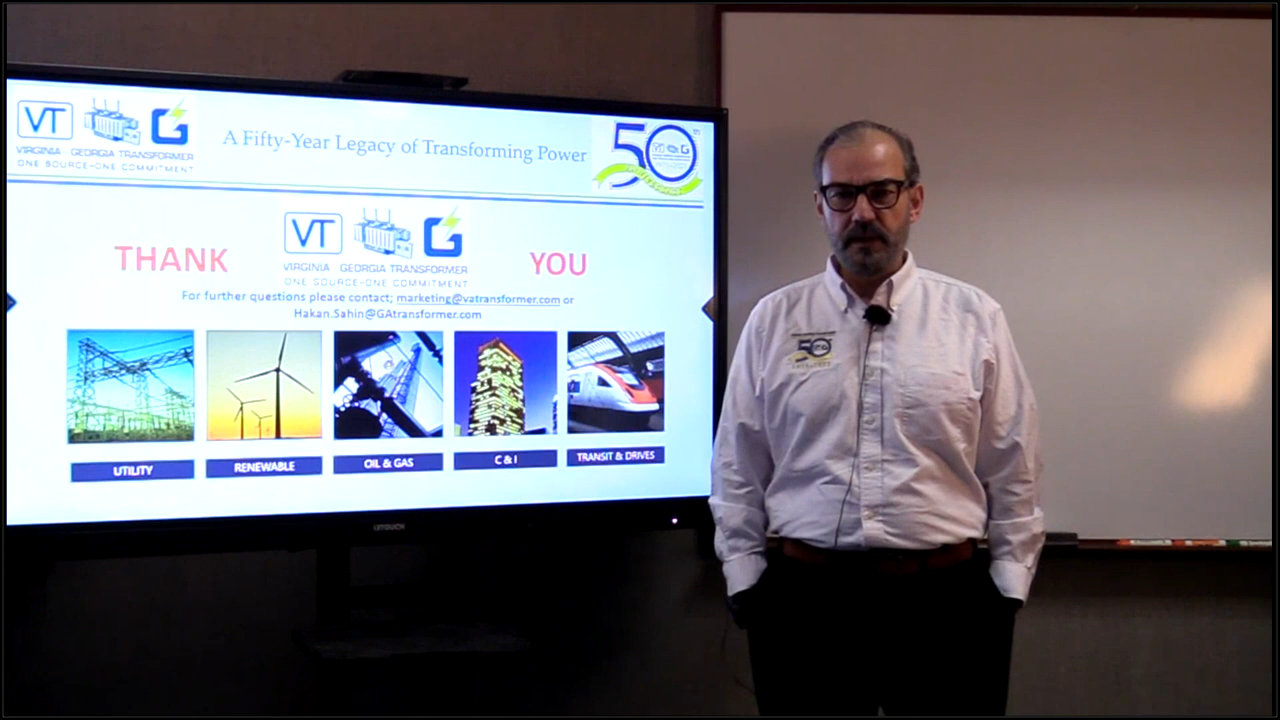 VT G
VIRGINIA - GEORGIA TRANSFORMER
ONE SOURCE-ONE COMMITMENT
A Fifty-Year Legacy of Transforming Power
50TH
VT G
VIRGINIA - GEORGIA TRANSFORMER
ONE SOURCE-ONE COMMITMENT
THANK YOU
For further questions please contact; marketing@vatransformer.com or
Hakan.Sahin@GAtransformer.com
UTILITY
RENEWABLE
OIL & GAS
C & I
TRANSIT & DRIVES
50